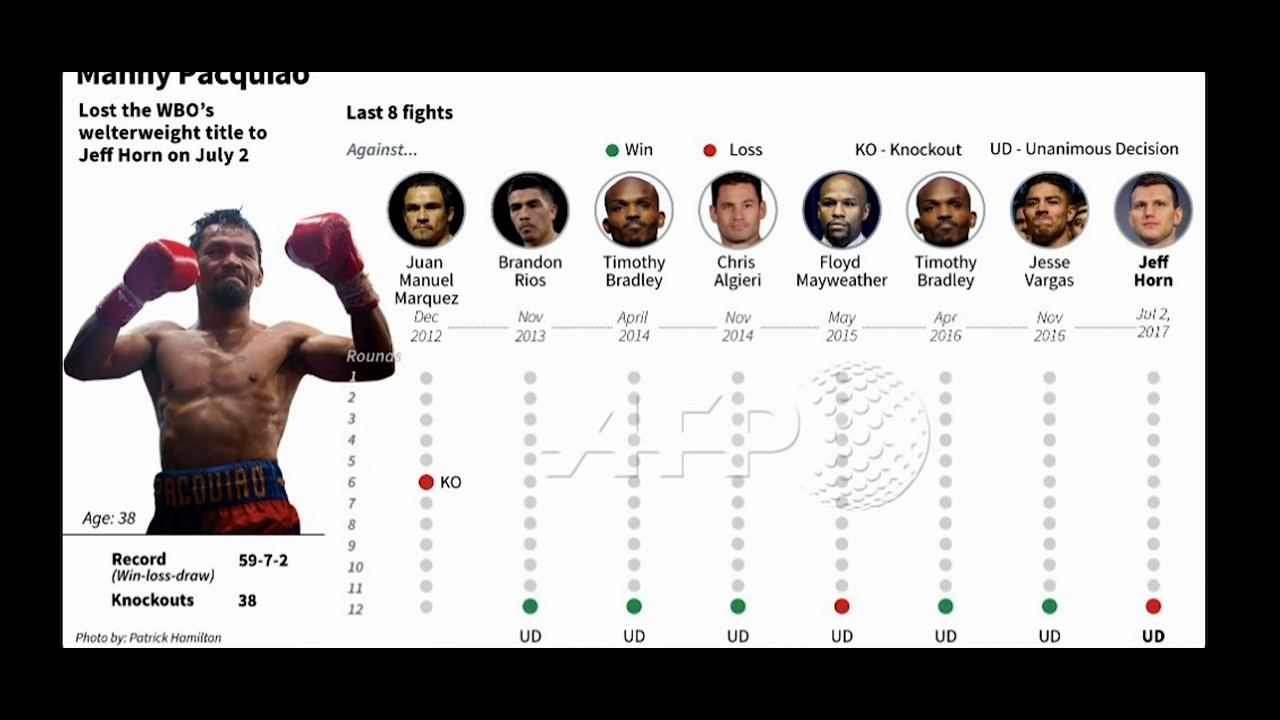 Manny Pacquiao
Lost the WBO's
welterweight title to
Jeff Horn on July 2
Last 8 fights
Against...
Win
Loss
KO - Knockout
UD - Unanimous Decision
Juan
Manuel
Marquez
Brandon
Rios
Timothy
Bradley
Chris
Algieri
Floyd
Mayweather
Timothy
Bradley
Jesse
Vargas
Jeff
Horn
Dec
2012
Nov
2013
April
2014
Nov
2014
May
2015
Apr
2016
Nov
2016
Jul 2,
2017
Rounds
1
2
3
4
5
6
KO
7
8
9
10
11
12
UD
UD
UD
UD
UD
UD
UD
AFP
PACQUIAO
Age: 38
Record
59-7-2
(Win-loss-draw)
Knockouts
38
Photo by: Patrick Hamilton